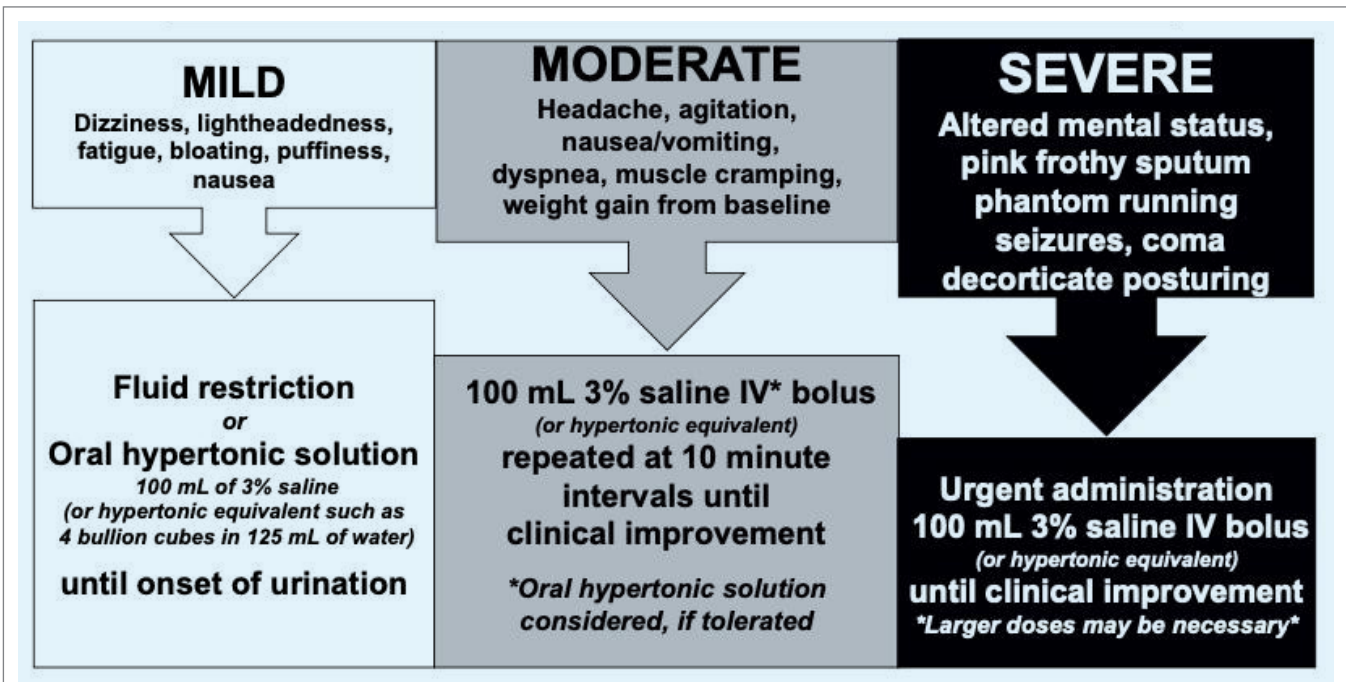 MILD
Dizziness, lightheadedness,
fatigue, bloating, puffiness,
nausea
Fluid restriction
or
Oral hypertonic solution
100 mL of 3% saline
(or hypertonic equivalent such as
4 bullion cubes in 125 mL of water)
until onset of urination
MODERATE
Headache, agitation,
nausea/vomiting,
dyspnea, muscle cramping,
weight gain from baseline
100 mL 3% saline IV* bolus
(or hypertonic equivalent)
repeated at 10 minute
intervals until
clinical improvement
*Oral hypertonic solution
considered, if tolerated
SEVERE
Altered mental status,
pink frothy sputum
phantom running
seizures, coma
decorticate posturing
Urgent administration
100 mL 3% saline IV bolus
(or hypertonic equivalent)
until clinical improvement
*Larger doses may be necessary*